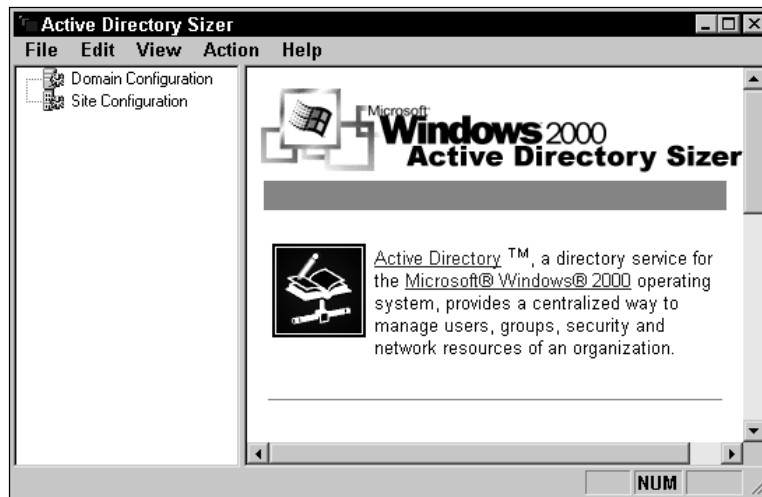 Active Directory Sizer
File Edit View Action Help
Domain Configuration
Site Configuration
Microsoft®
Windows 2000
Active Directory Sizer
Active Directory ™, a directory service for
the Microsoft® Windows® 2000 operating
system, provides a centralized way to
manage users, groups, security and
network resources of an organization.
NUM